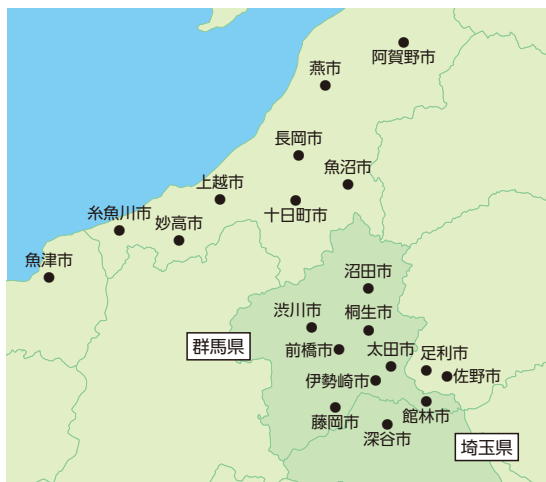 阿賀野市
燕市
長岡市
魚沼市
上越市
十日町市
糸魚川市
妙高市
魚津市
沼田市
渋川市
桐生市
群馬県
前橋市
太田市
足利市
佐野市
伊勢崎市
藤岡市
館林市
深谷市
埼玉県